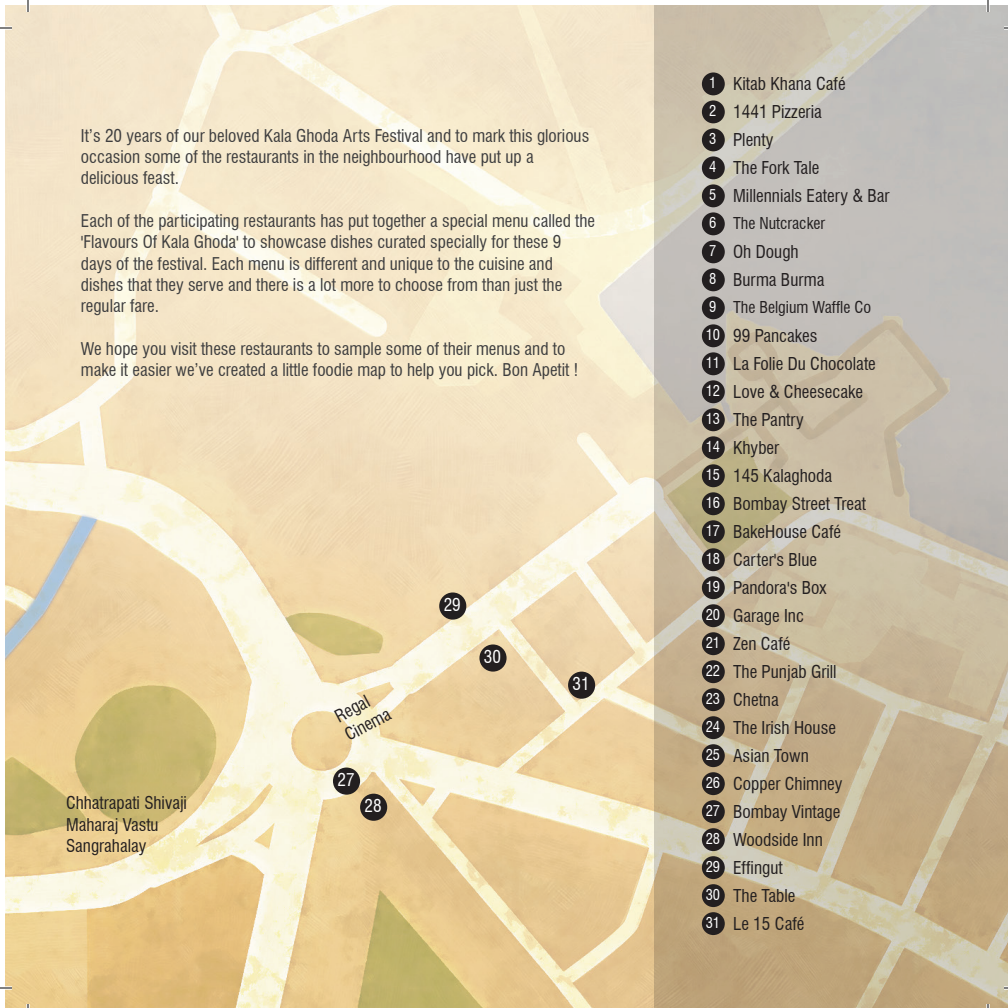 It’s 20 years of our beloved Kala Ghoda Arts Festival and to mark this glorious
occasion some of the restaurants in the neighbourhood have put up a
delicious feast.
Each of the participating restaurants has put together a special menu called the
'Flavours Of Kala Ghoda' to showcase dishes curated specially for these 9
days of the festival. Each menu is different and unique to the cuisine and
dishes that they serve and there is a lot more to choose from than just the
regular fare.
We hope you visit these restaurants to sample some of their menus and to
make it easier we’ve created a little foodie map to help you pick. Bon Apetit !
29
30
31
Regal
Cinema
27
28
Chhatrapati Shivaji
Maharaj Vastu
Sangrahalay
1 Kitab Khana Café
2 1441 Pizzeria
3 Plenty
4 The Fork Tale
5 Millennials Eatery & Bar
6 The Nutcracker
7 Oh Dough
8 Burma Burma
9 The Belgium Waffle Co
10 99 Pancakes
11 La Folie Du Chocolate
12 Love & Cheesecake
13 The Pantry
14 Khyber
15 145 Kalaghoda
16 Bombay Street Treat
17 BakeHouse Café
18 Carter's Blue
19 Pandora's Box
20 Garage Inc
21 Zen Café
22 The Punjab Grill
23 Chetna
24 The Irish House
25 Asian Town
26 Copper Chimney
27 Bombay Vintage
28 Woodside Inn
29 Effingut
30 The Table
31 Le 15 Café